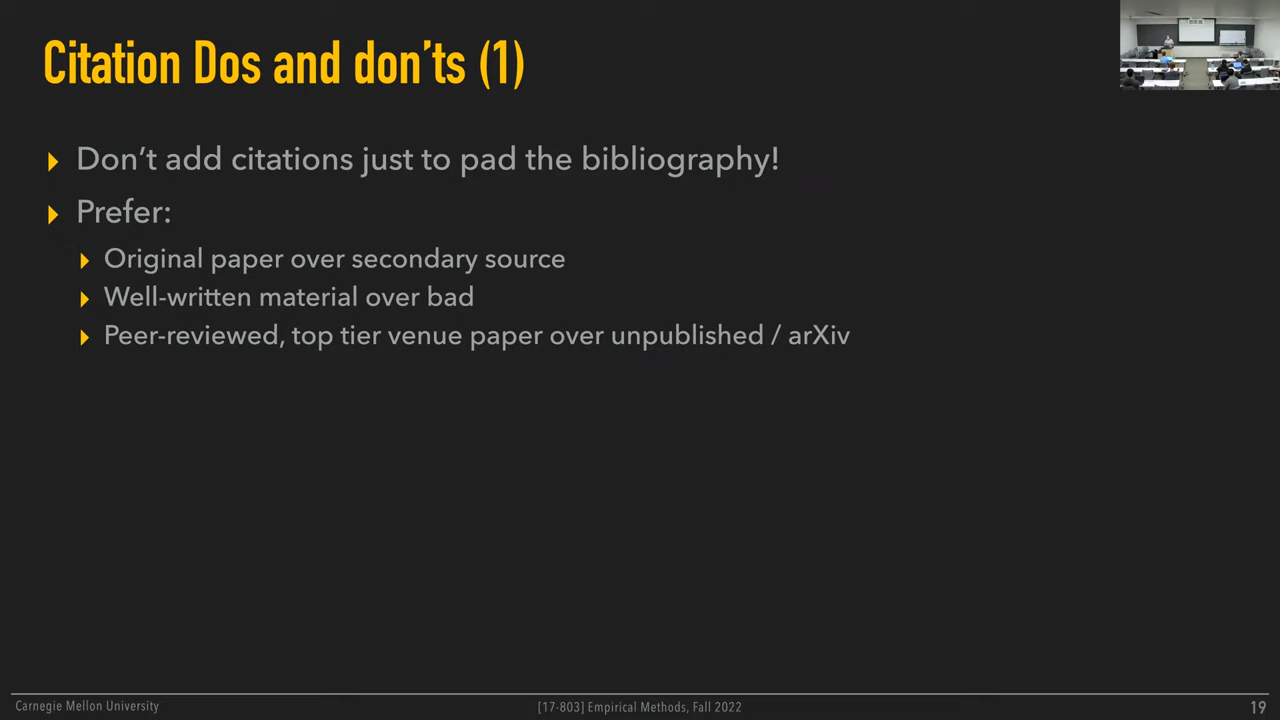 Citation Dos and don’ts (1)
Don’t add citations just to pad the bibliography!
Prefer:
Original paper over secondary source
Well-written material over bad
Peer-reviewed, top tier venue paper over unpublished / arXiv
Carnegie Mellon University
[17-803] Empirical Methods, Fall 2022
19